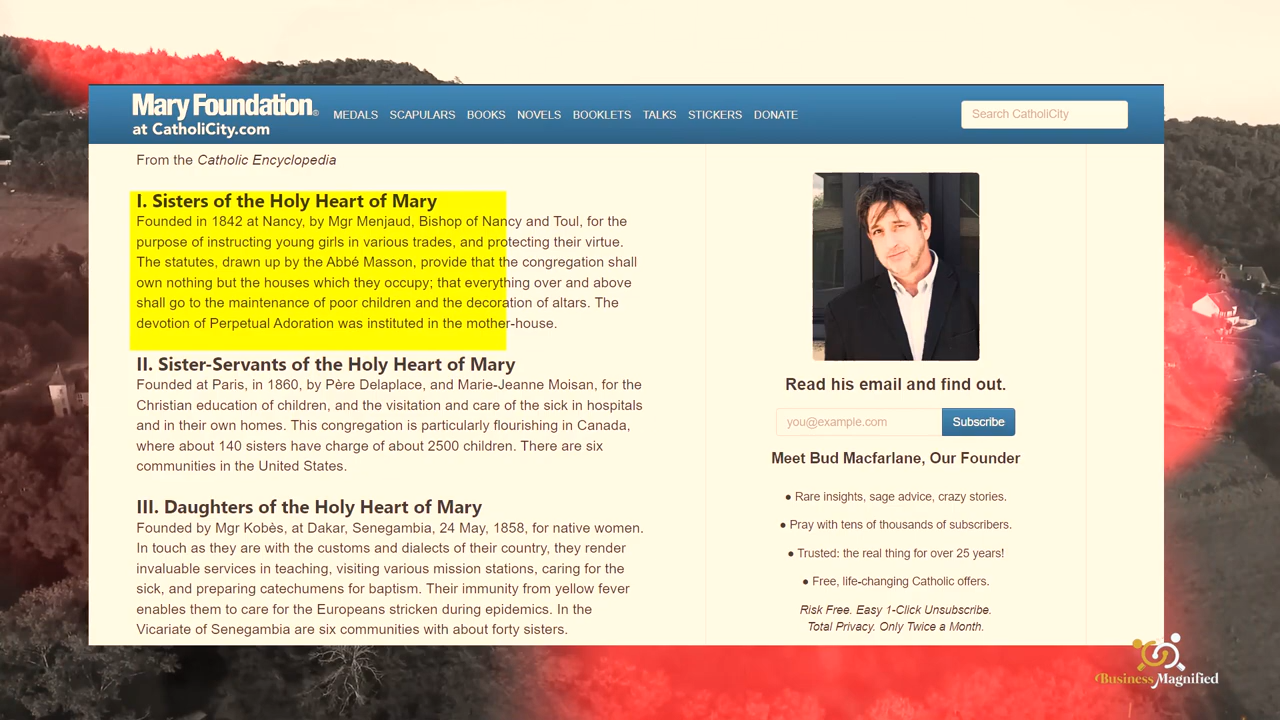 Mary Foundation®
at CatholiCity.com
MEDALS SCAPULARS BOOKS NOVELS BOOKLETS TALKS STICKERS DONATE
Search CatholiCity
From the Catholic Encyclopedia
I. Sisters of the Holy Heart of Mary
Founded in 1842 at Nancy, by Mgr Menjaud, Bishop of Nancy and Toul, for the
purpose of instructing young girls in various trades, and protecting their virtue.
The statutes, drawn up by the Abbé Masson, provide that the congregation shall
own nothing but the houses which they occupy; that everything over and above
shall go to the maintenance of poor children and the decoration of altars. The
devotion of Perpetual Adoration was instituted in the mother-house.
II. Sister-Servants of the Holy Heart of Mary
Founded at Paris, in 1860, by Père Delaplace, and Marie-Jeanne Moisan, for the
Christian education of children, and the visitation and care of the sick in hospitals
and in their own homes. This congregation is particularly flourishing in Canada,
where about 140 sisters have charge of about 2500 children. There are six
communities in the United States.
III. Daughters of the Holy Heart of Mary
Founded by Mgr Kobès, at Dakar, Senegambia, 24 May, 1858, for native women.
In touch as they are with the customs and dialects of their country, they render
invaluable services in teaching, visiting various mission stations, caring for the
sick, and preparing catechumens for baptism. Their immunity from yellow fever
enables them to care for the Europeans stricken during epidemics. In the
Vicariate of Senegambia are six communities with about forty sisters.
Read his email and find out.
you@example.com
Subscribe
Meet Bud Macfarlane, Our Founder
● Rare insights, sage advice, crazy stories.
● Pray with tens of thousands of subscribers.
● Trusted: the real thing for over 25 years!
● Free, life-changing Catholic offers.
Risk Free. Easy 1-Click Unsubscribe.
Total Privacy. Only Twice a Month.
Business Magnified